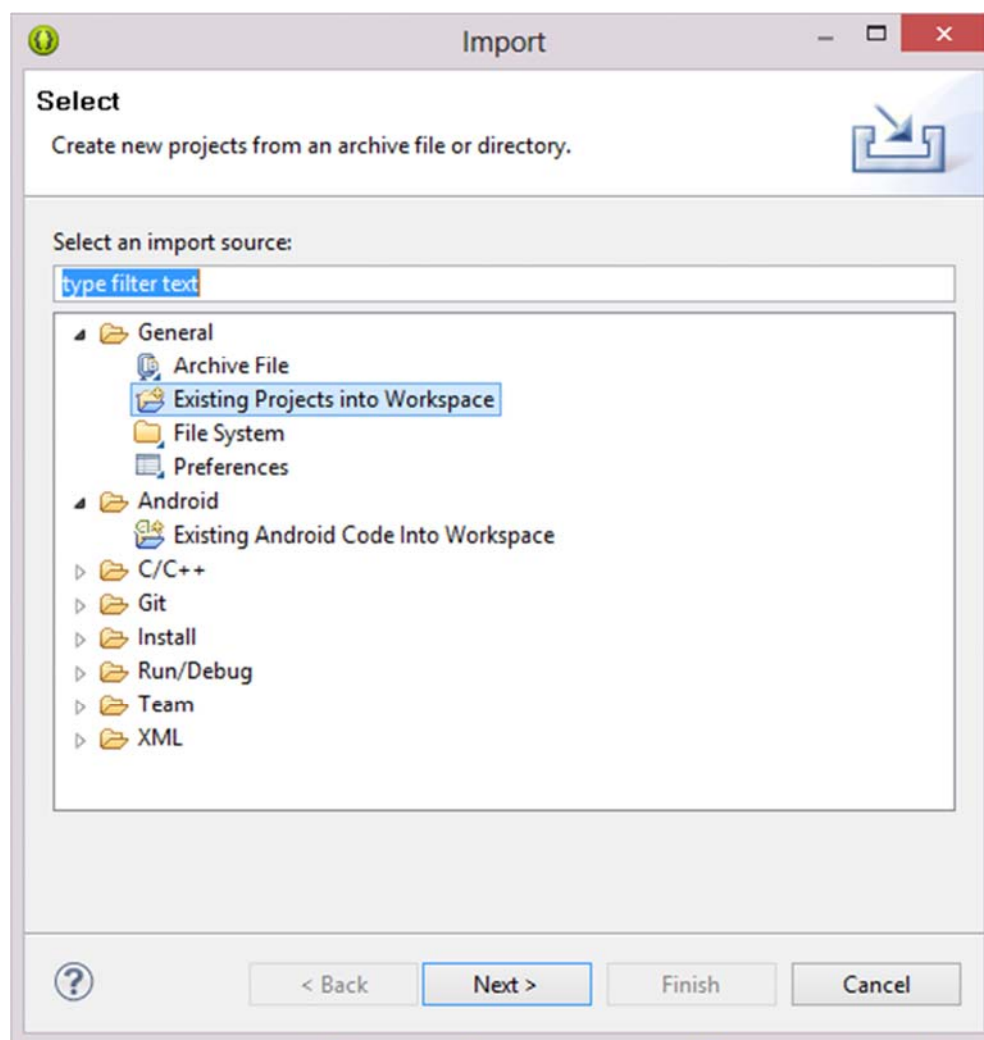 Import
Select
Create new projects from an archive file or directory.
Select an import source:
type filter text
General
Archive File
Existing Projects into Workspace
File System
Preferences
Android
Existing Android Code Into Workspace
C/C++
Git
Install
Run/Debug
Team
XML
? < Back Next > Finish Cancel